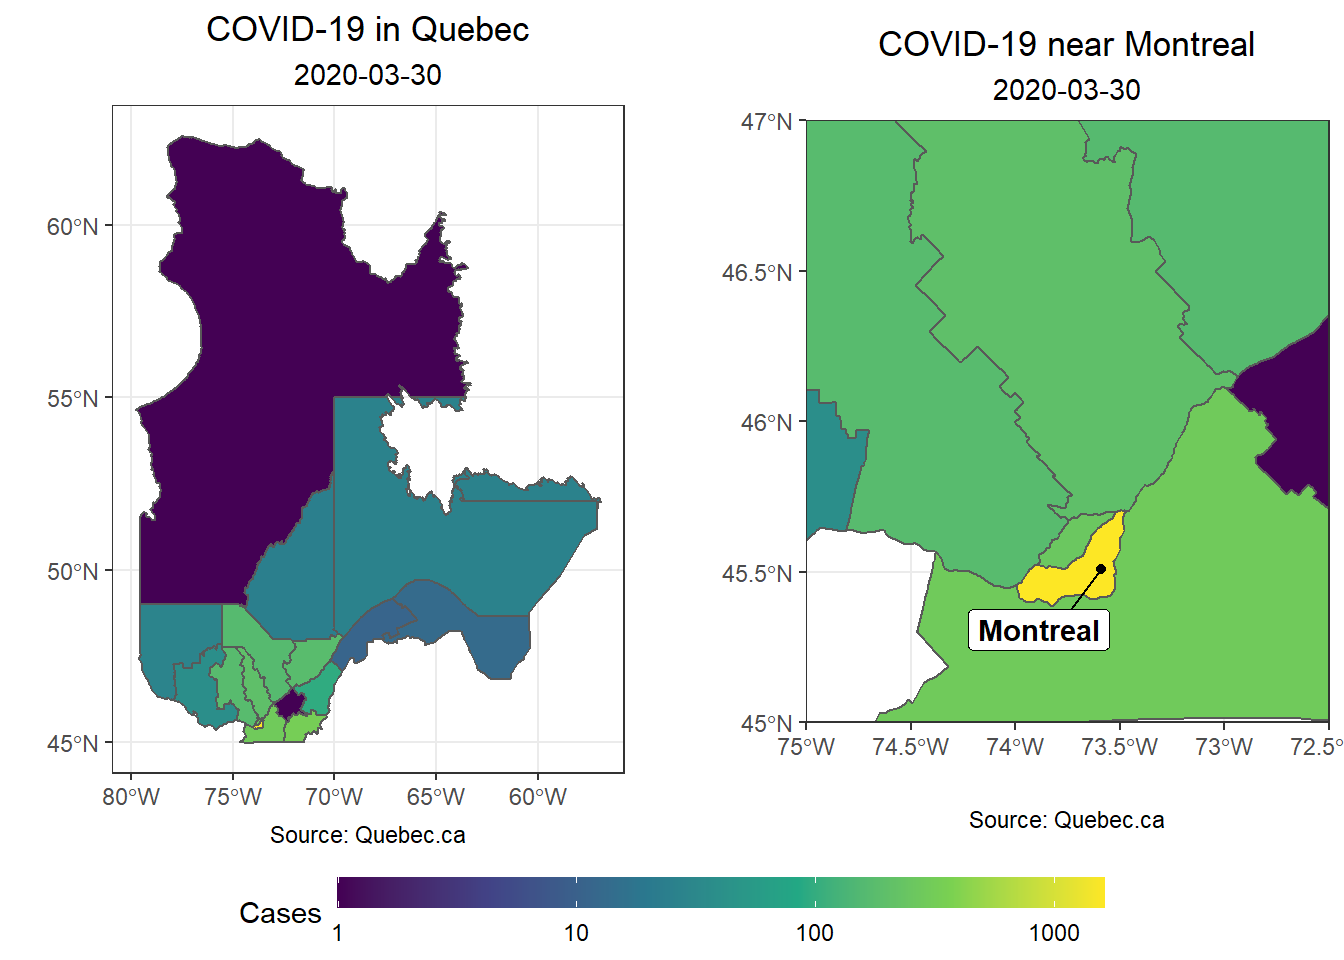 COVID-19 in Quebec
2020-03-30
60°N
55°N
50°N
45°N
80°W 75°W 70°W 65°W 60°W
Source: Quebec.ca
COVID-19 near Montreal
2020-03-30
47°N
46.5°N
46°N
45.5°N
45°N
Montreal
75°W 74.5°W 74°W 73.5°W 73°W 72.5°
Source: Quebec.ca
Cases
1 10 100 1000